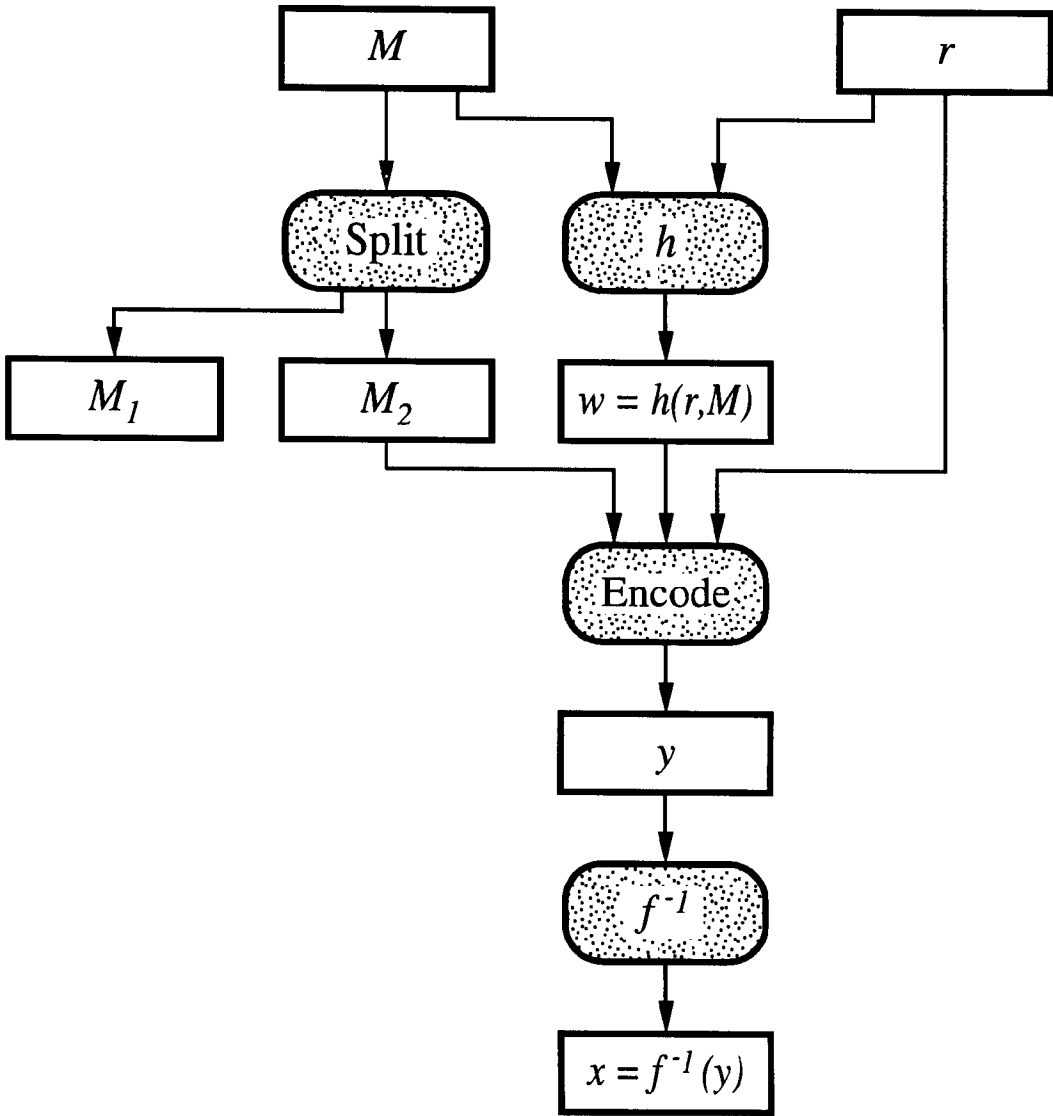 M
r
Split
h
M₁
M₂
w = h(r,M)
Encode
y
f⁻¹
x = f⁻¹(y)